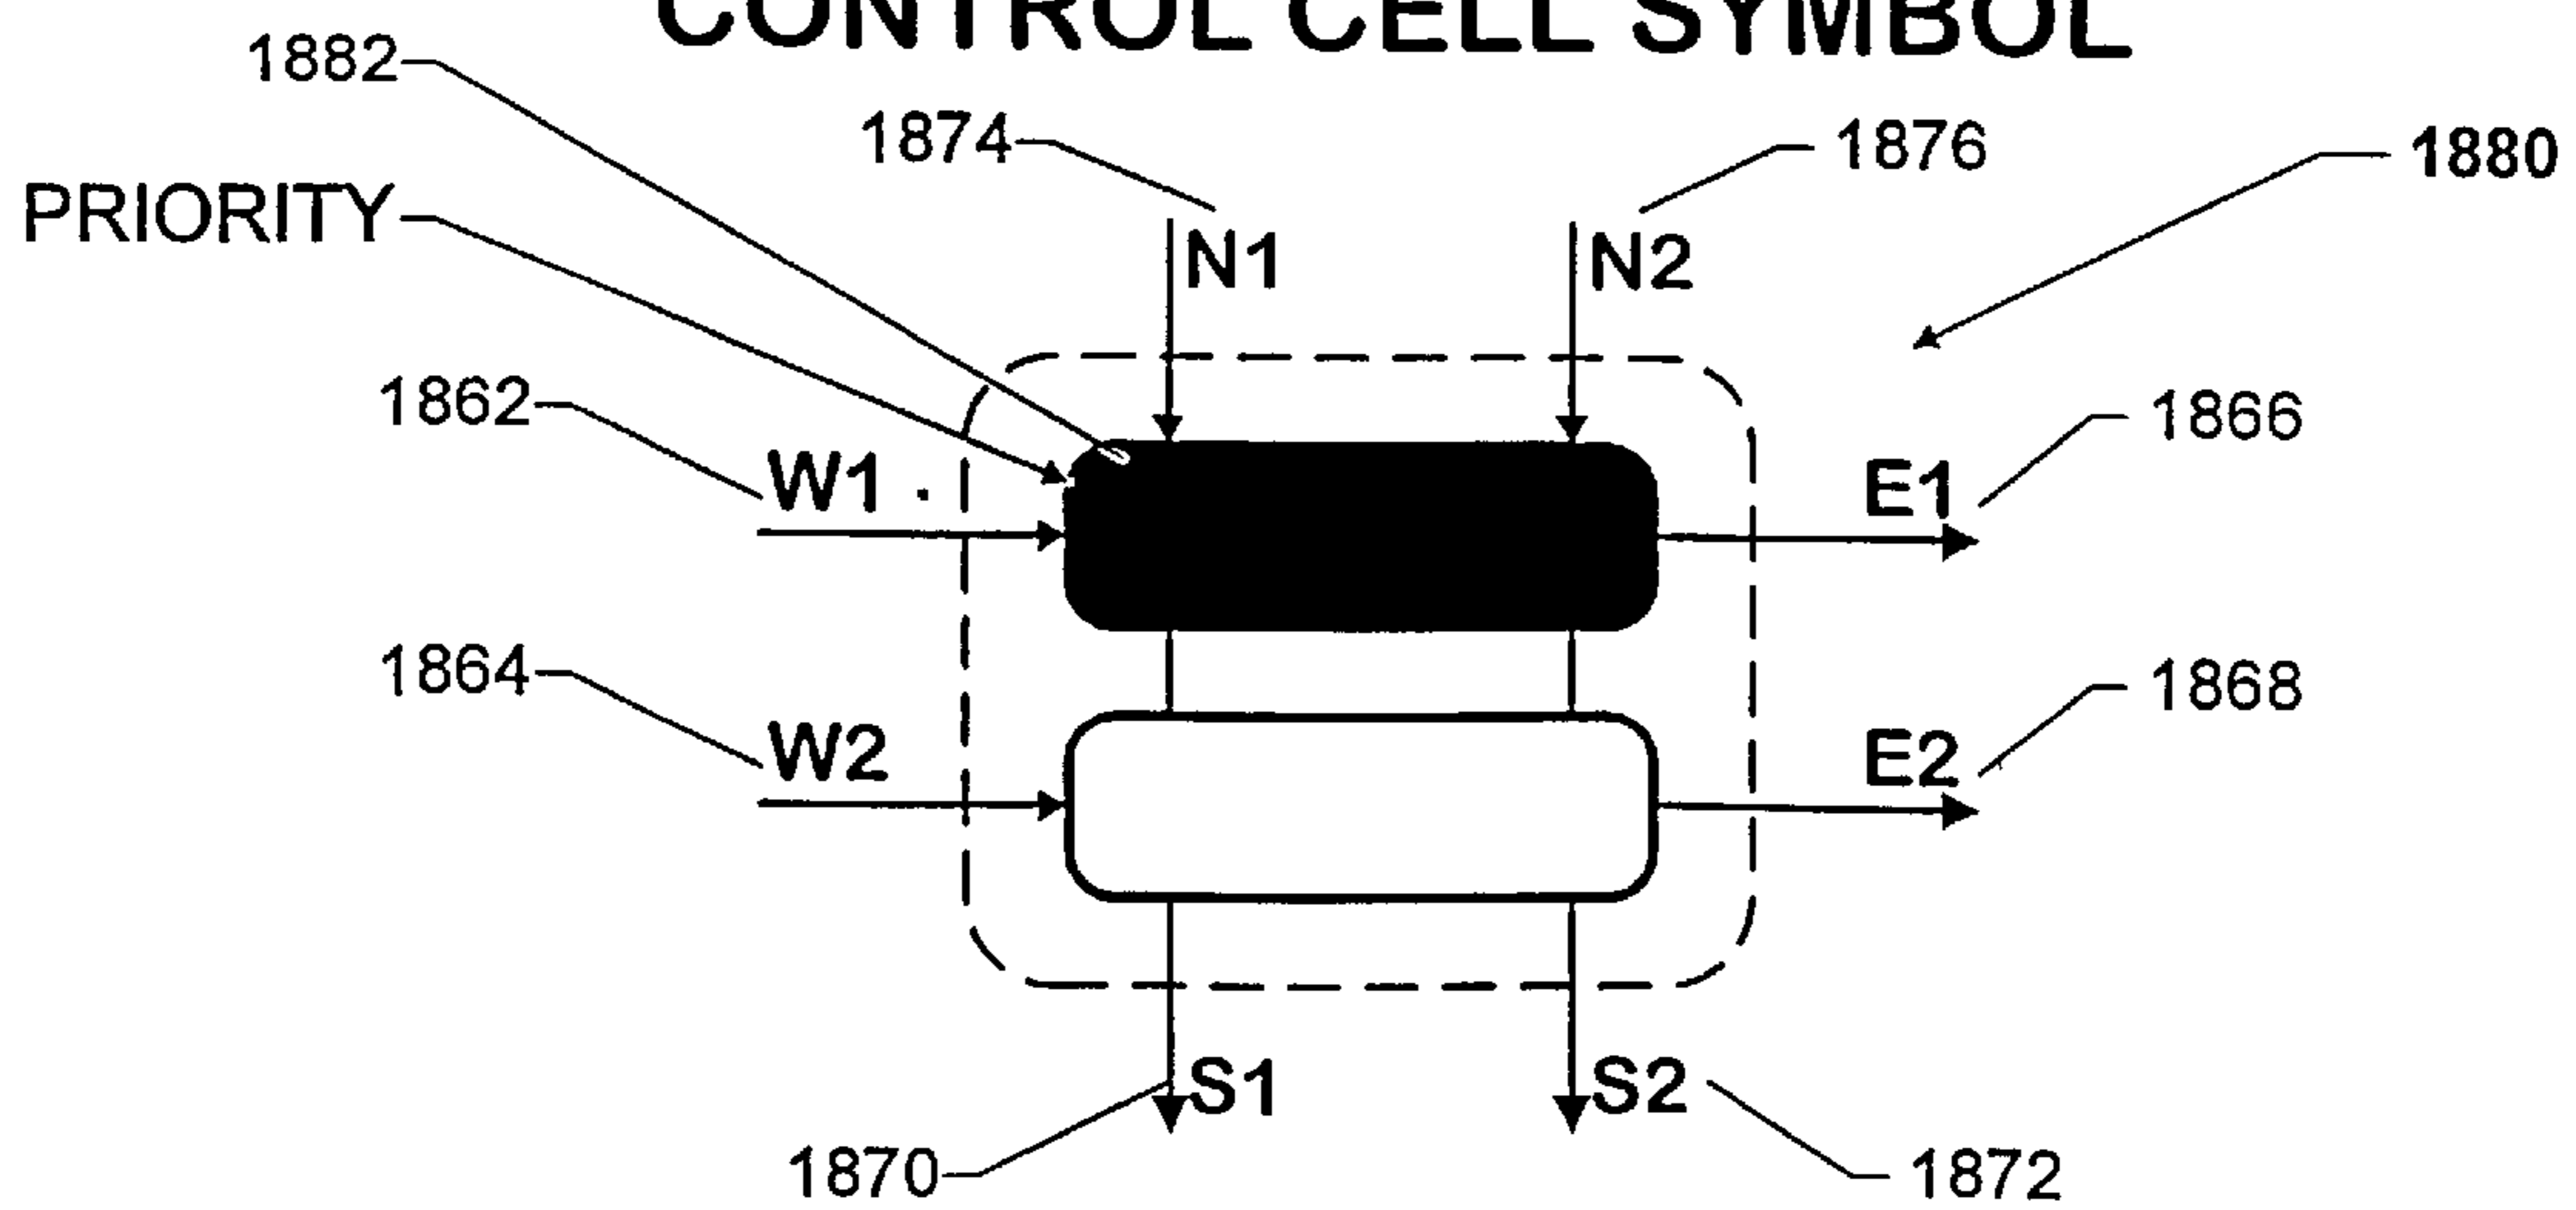 CONTROL CELL SYMBOL
1882
1874
1876
1880
PRIORITY
N1
N2
1862
1866
W1
E1
1864
1868
W2
E2
S1
S2
1870
1872